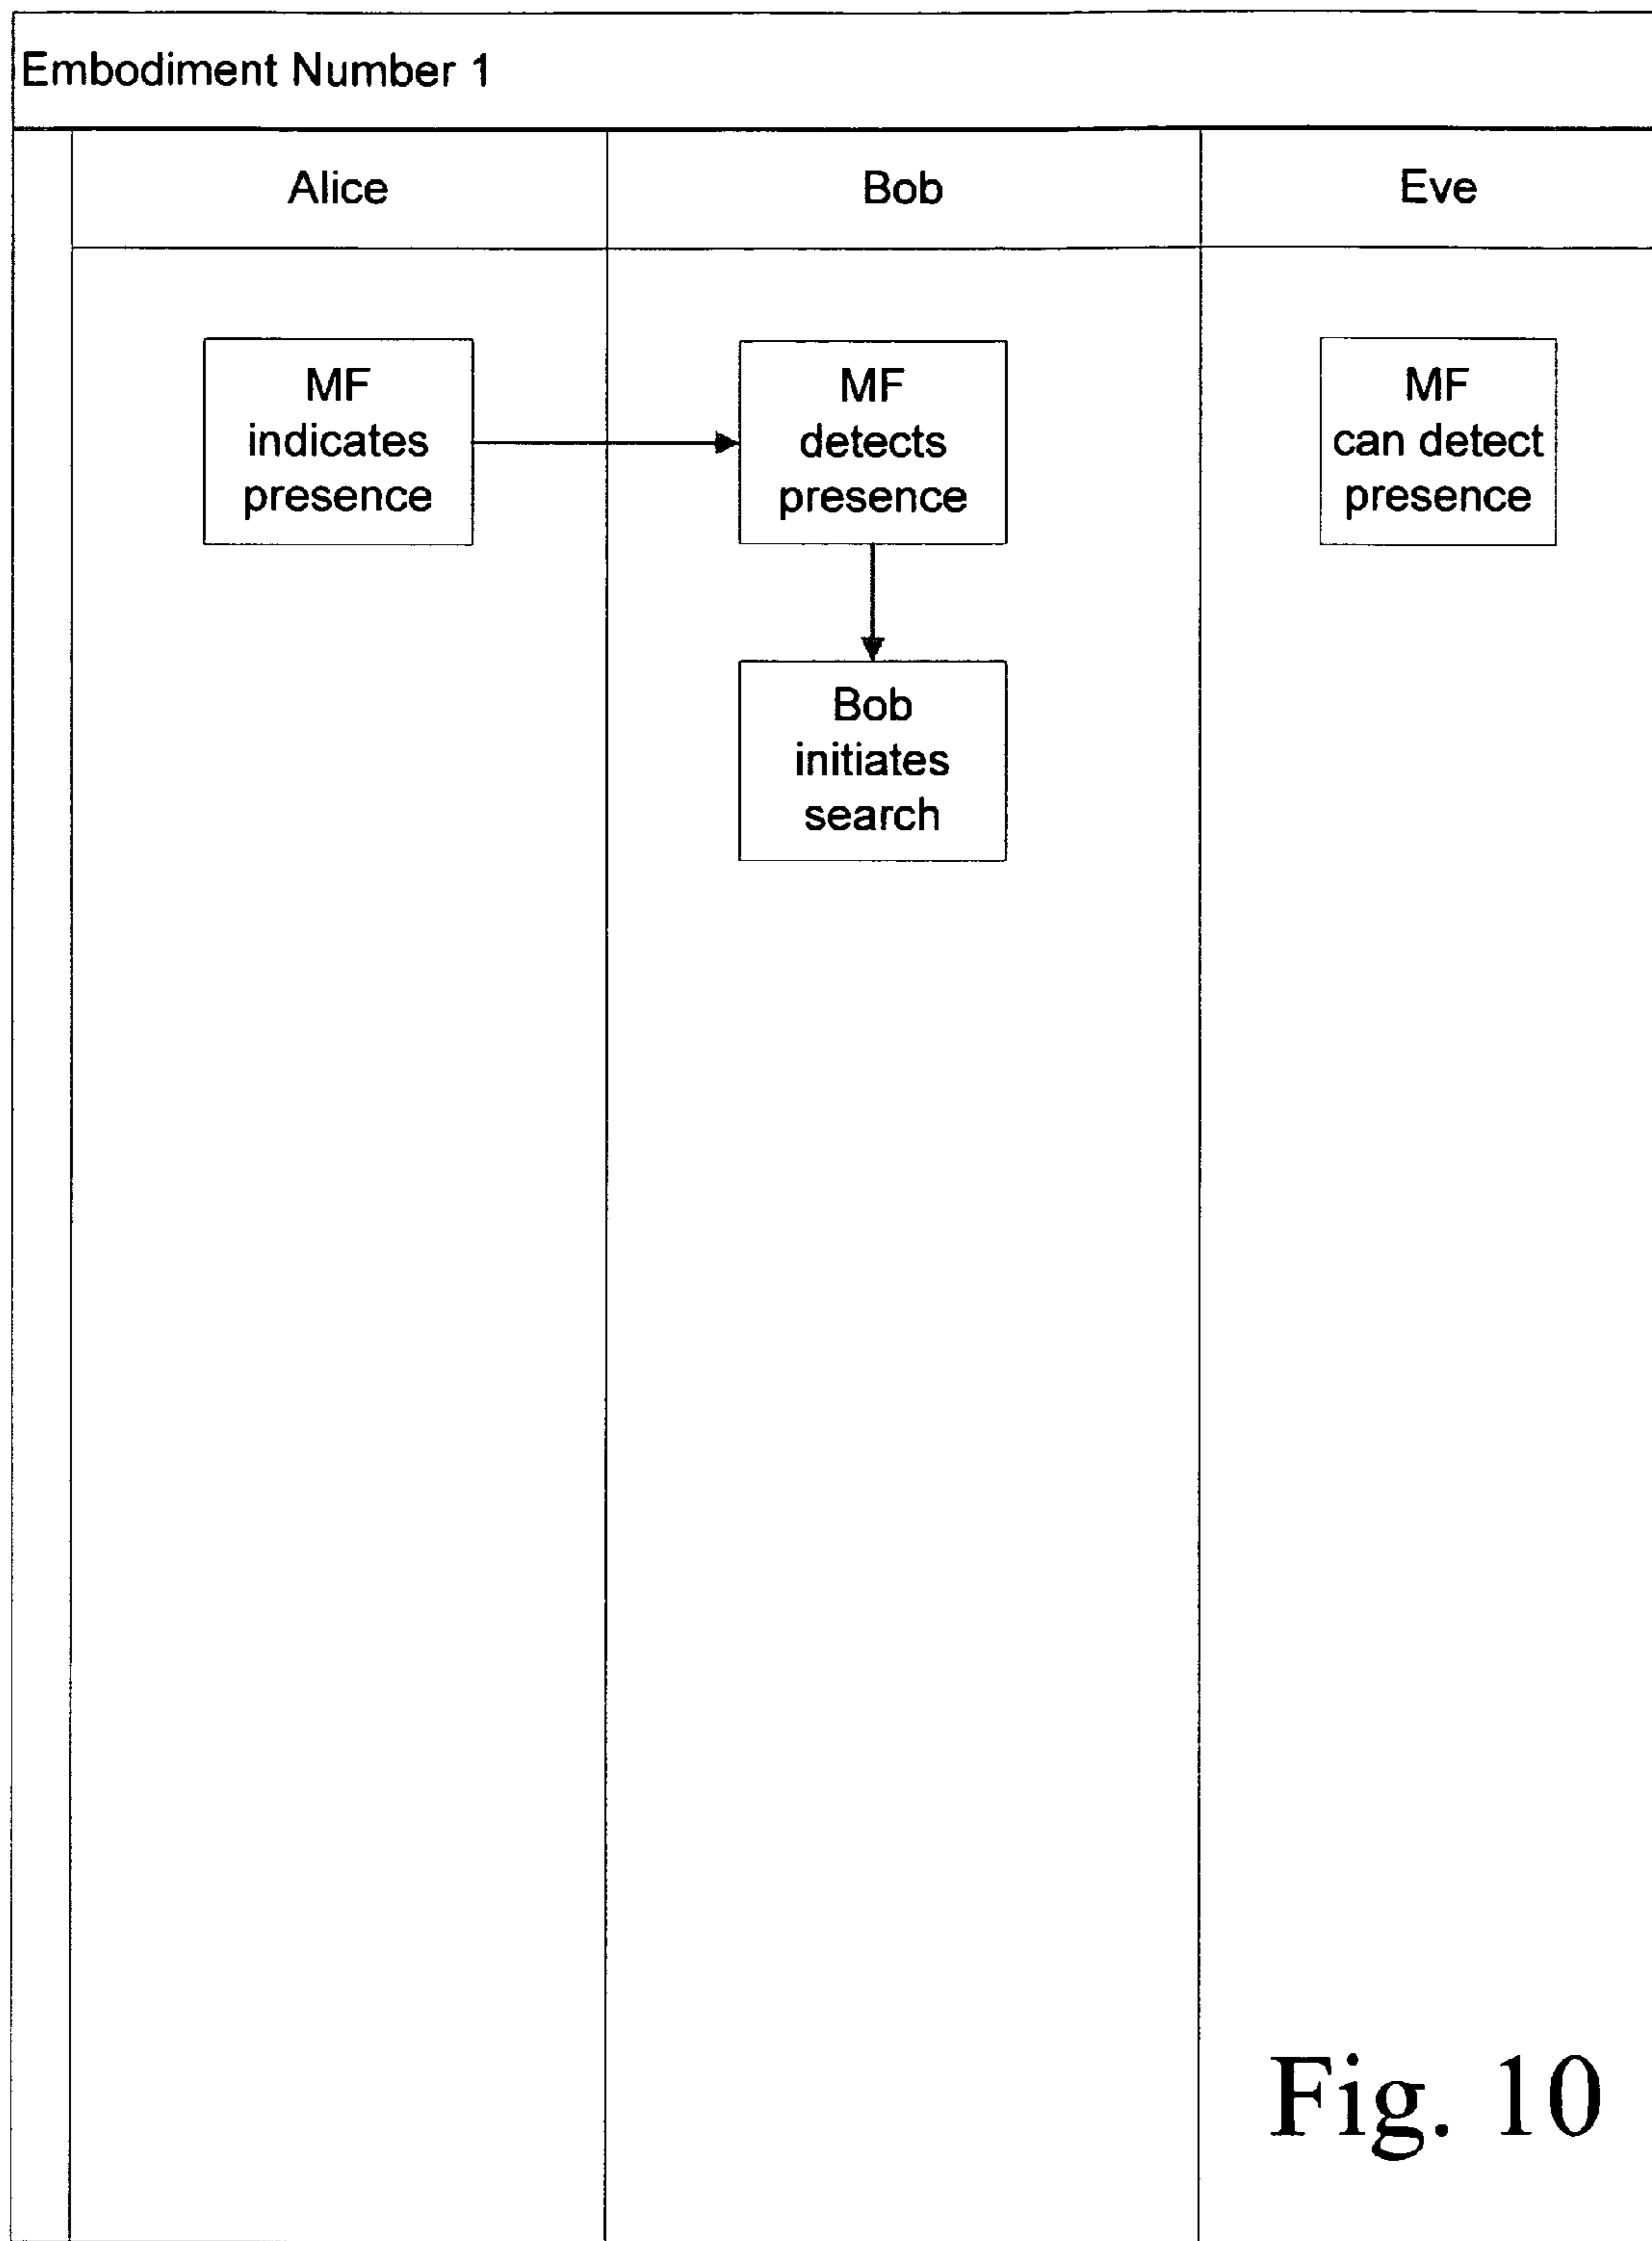 Embodiment Number 1
Alice
Bob
Eve
MF
indicates
presence
MF
detects
presence
MF
can detect
presence
Bob
initiates
search
Fig. 10